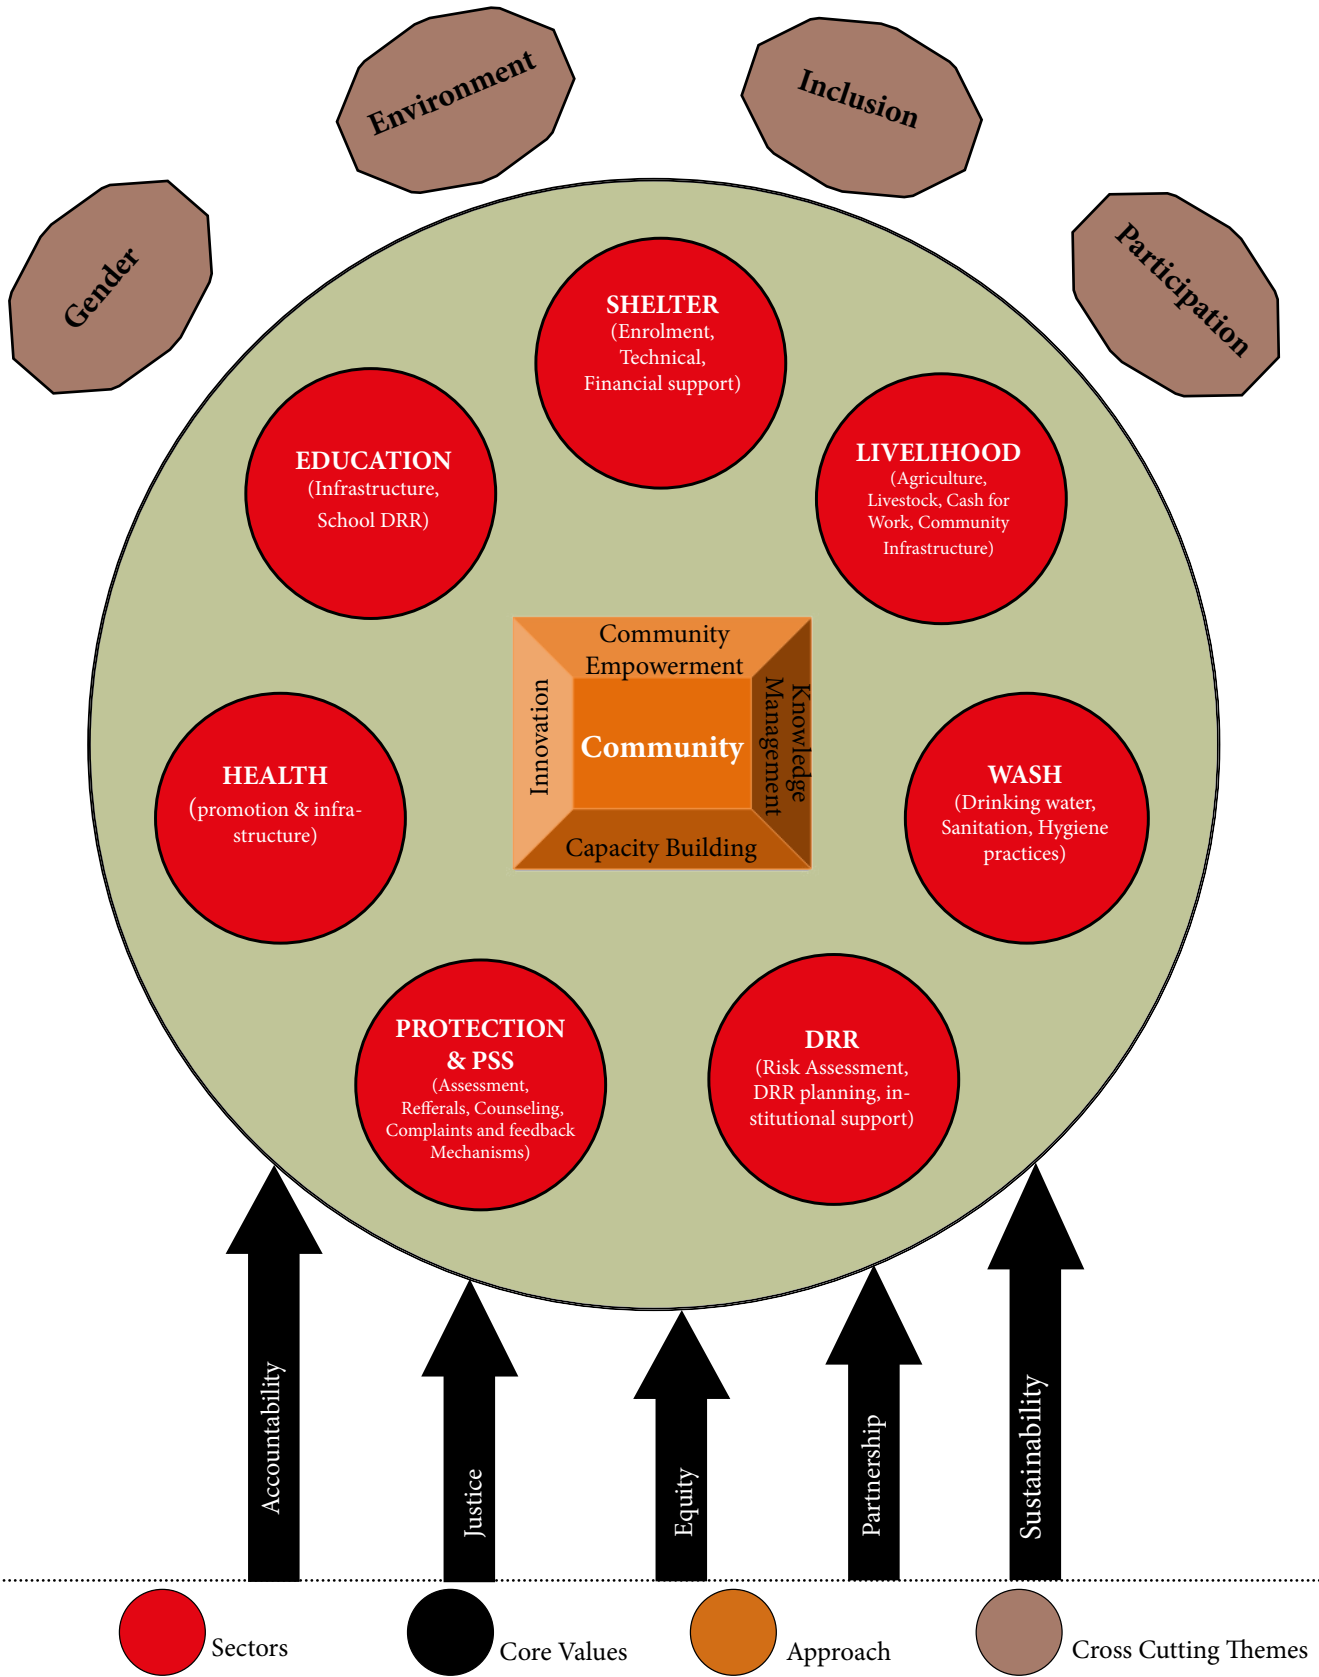 Environment
Inclusion
Gender
Participation
SHELTER
(Enrolment,
Technical,
Financial support)
EDUCATION
(Infrastructure,
School DRR)
LIVELIHOOD
(Agriculture,
Livestock, Cash for
Work, Community
Infrastructure)
Community
Empowerment
Innovation
Community
Knowledge
Management
Capacity Building
HEALTH
(promotion & infra-
structure)
WASH
(Drinking water,
Sanitation, Hygiene
practices)
PROTECTION
& PSS
(Assessment,
Refferals, Counseling,
Complaints and feedback
Mechanisms)
DRR
(Risk Assessment,
DRR planning, in-
stitutional support)
Accountability
Justice
Equity
Partnership
Sustainability
Sectors
Core Values
Approach
Cross Cutting Themes